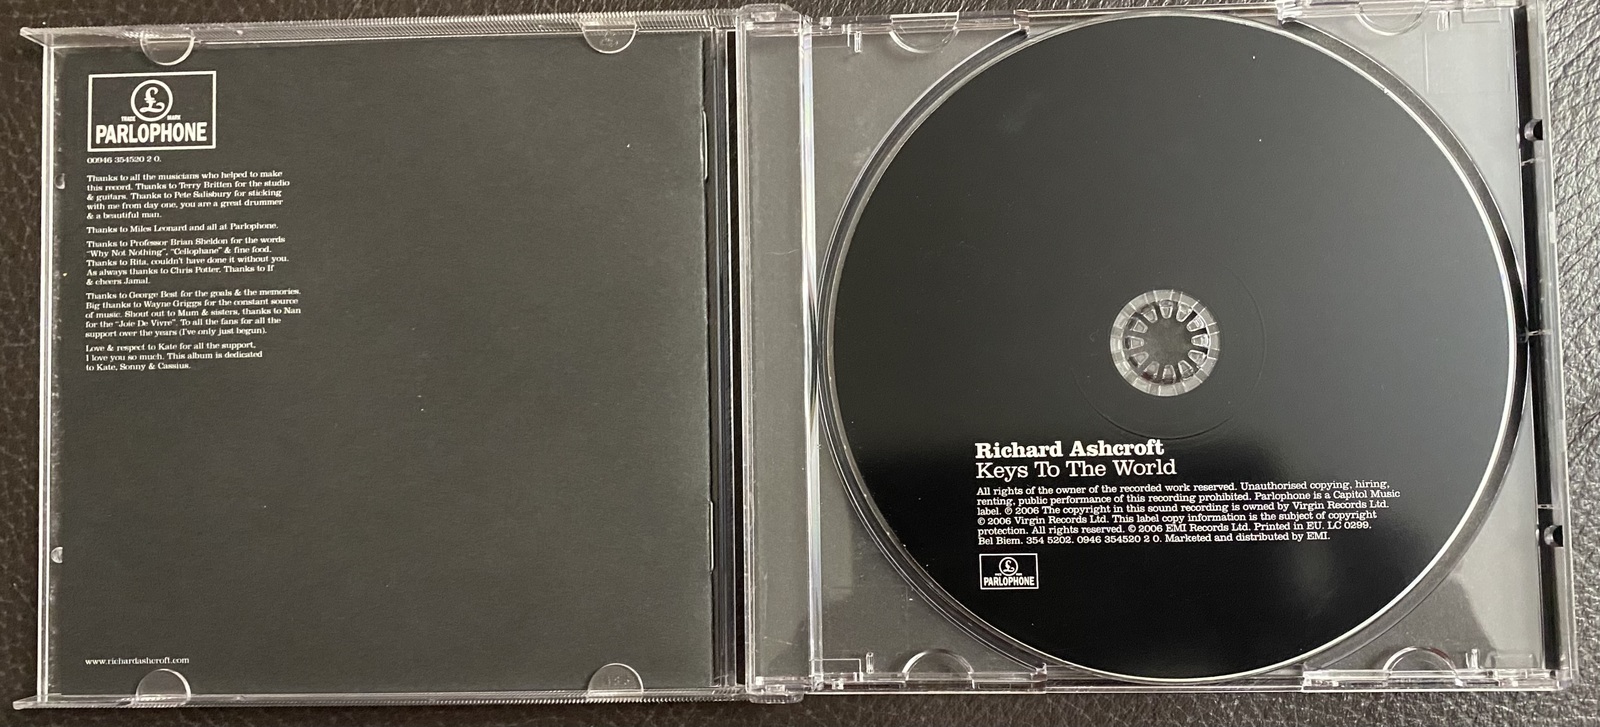 £
TRADE MARK
PARLOPHONE
00946 354520 2 0.
Thanks to all the musicians who helped to make
this record. Thanks to Terry Britten for the studio
& guitars. Thanks to Pete Salisbury for sticking
with me from day one, you are a great drummer
& a beautiful man.
Thanks to Miles Leonard and all at Parlophone.
Thanks to Professor Brian Sheldon for the words
“Why Not Nothing”, “Cellophane” & fine food.
Thanks to Rita, couldn't have done it without you.
As always thanks to Chris Potter, Thanks to If
& cheers Jamal.
Thanks to George Best for the goals & the memories.
Big thanks to Wayne Griggs for the constant source
of music. Shout out to Mum & sisters, thanks to Nan
for the “Joie De Vivre”. To all the fans for all the
support over the years (I've only just begun).
Love & respect to Kate for all the support,
I love you so much. This album is dedicated
to Kate, Sonny & Cassius.
www.richardashcroft.com
Richard Ashcroft
Keys To The World
All rights of the owner of the recorded work reserved. Unauthorised copying, hiring,
renting, public performance of this recording prohibited. Parlophone is a Capitol Music
label. ℗ 2006 The copyright in this sound recording is owned by Virgin Records Ltd.
© 2006 Virgin Records Ltd. This label copy information is the subject of copyright
protection. All rights reserved. © 2006 EMI Records Ltd. Printed in EU. LC 0299.
Bel Biem. 354 5202. 0946 354520 2 0. Marketed and distributed by EMI.
£
PARLOPHONE